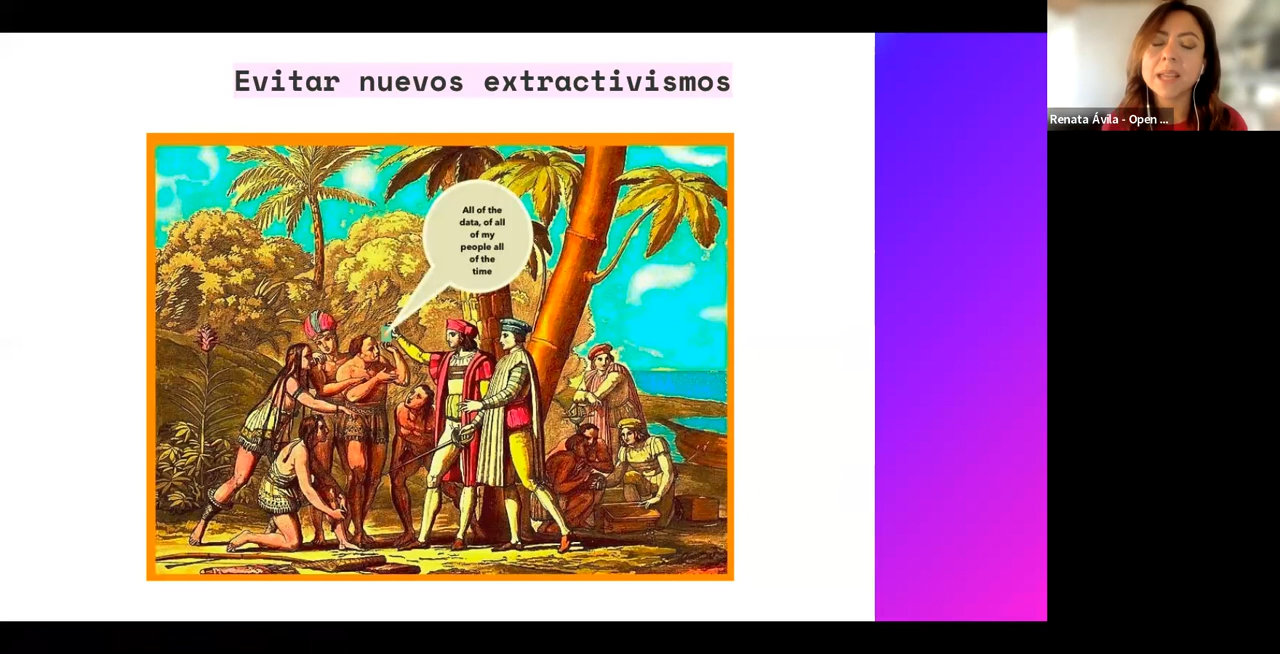 Evitar nuevos extractivismos
All of the
data, of all
of my
people all
of the
time
Renata Ávila - Open ...